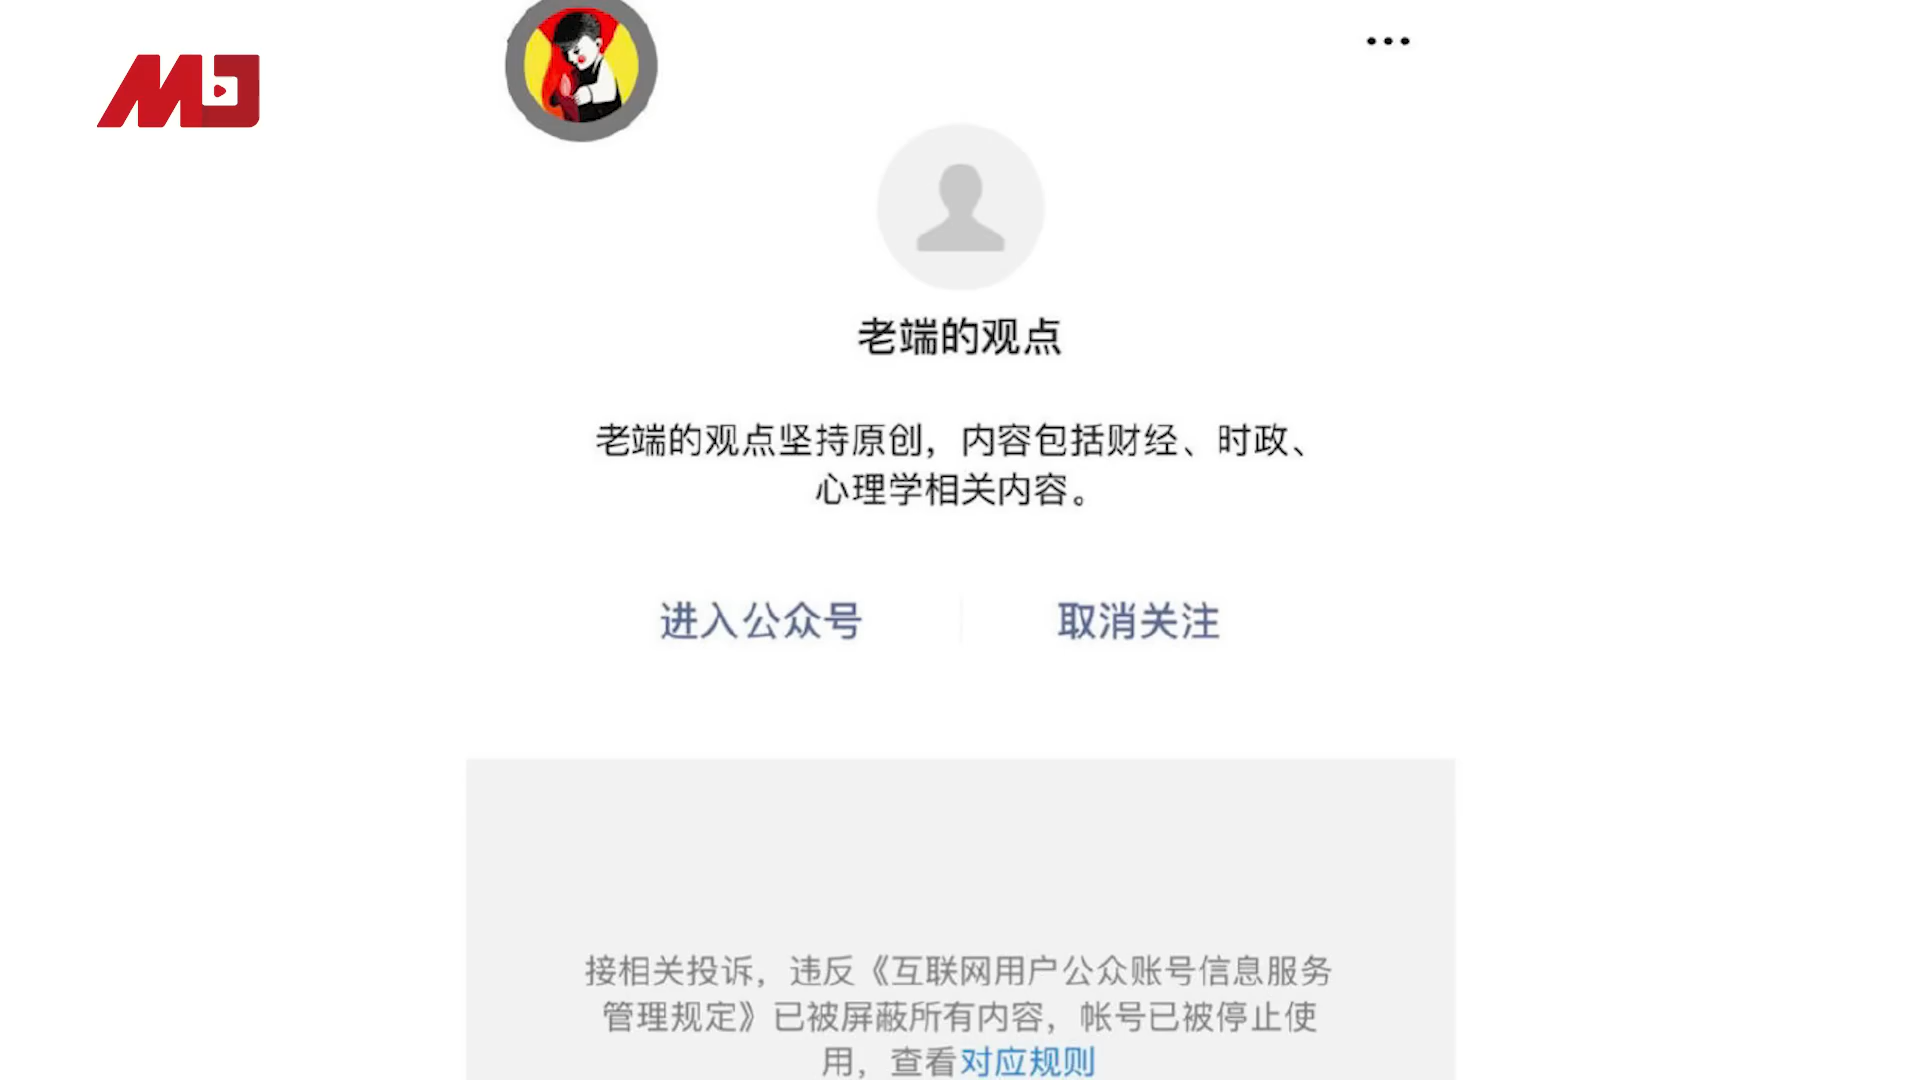 MJ
老端的观点
老端的观点坚持原创，内容包括财经、时政、
心理学相关内容。
进入公众号
取消关注
接相关投诉，违反《互联网用户公众账号信息服务
管理规定》已被屏蔽所有内容，帐号已被停止使
用，查看对应规则